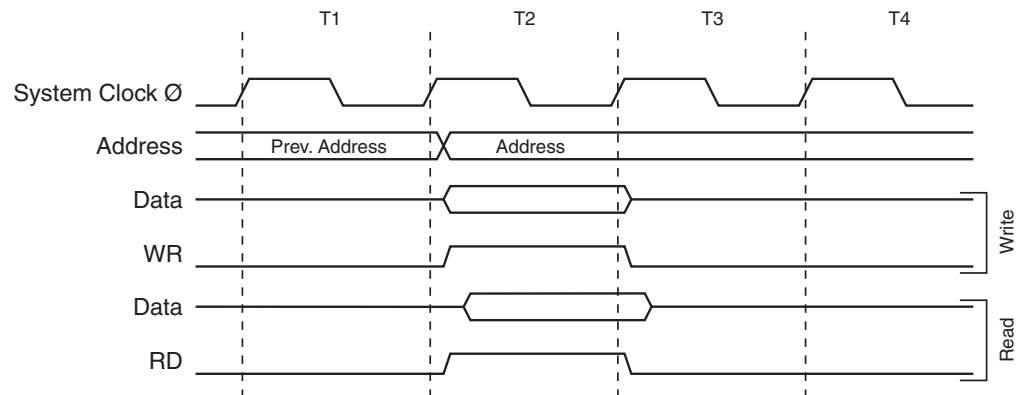 T1 T2 T3 T4
System Clock Ø
Address Prev. Address Address
Data
WR
Write
Data
RD
Read